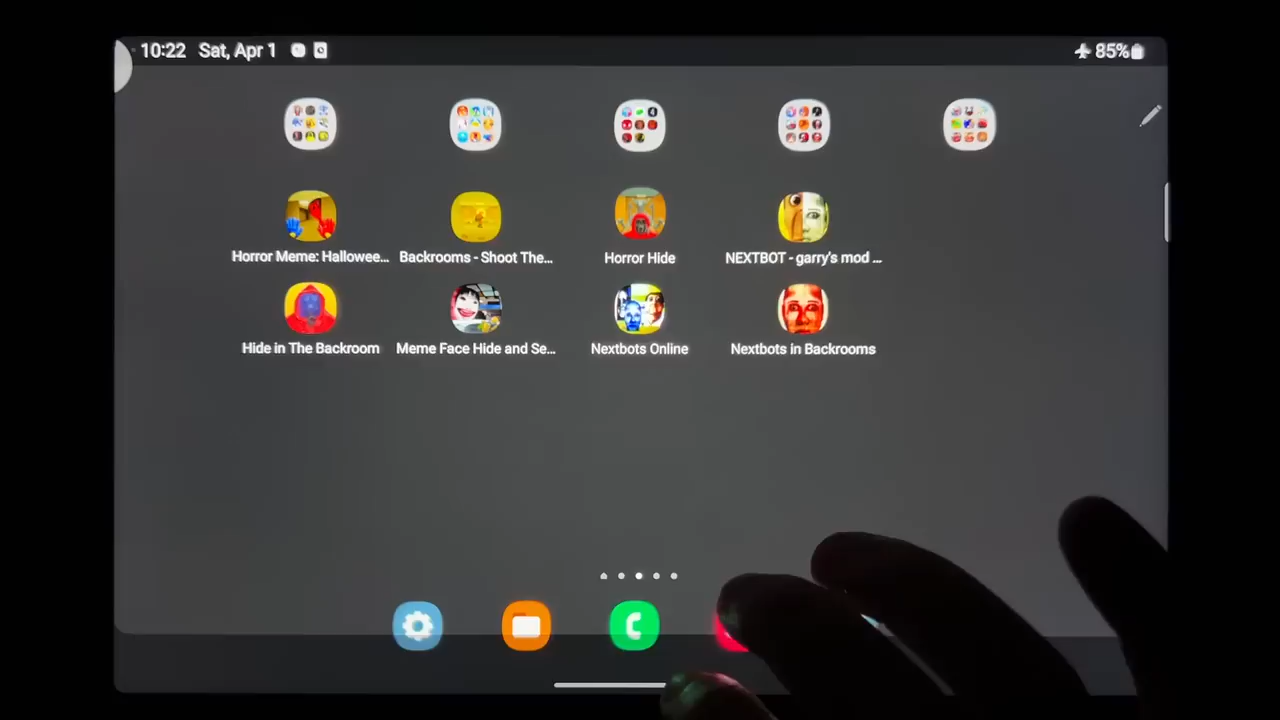 10:22 Sat, Apr 1 85%
Horror Meme: Hallowee... Backrooms - Shoot The... Horror Hide NEXTBOT - garry's mod ...
Hide in The Backroom Meme Face Hide and Se... Nextbots Online Nextbots in Backrooms